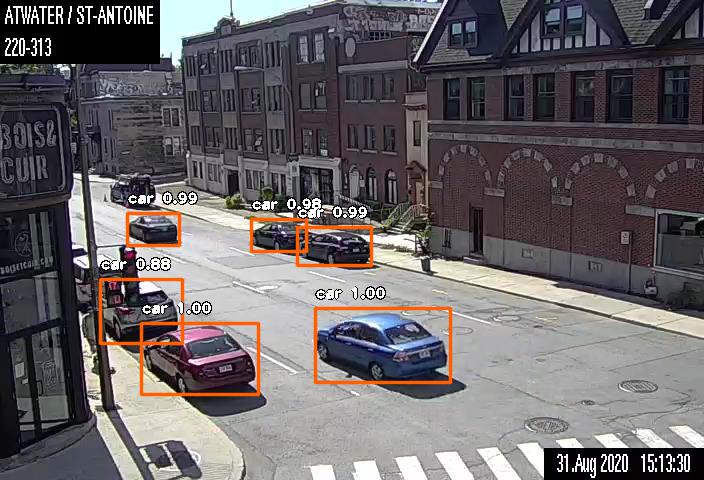 ATWATER / ST-ANTOINE
220-313
BOIS&
CUIR
car 0.99
car 0.98
car 0.99
car 0.88
car 1.00
car 1.00
31.Aug 2020 15:13:30